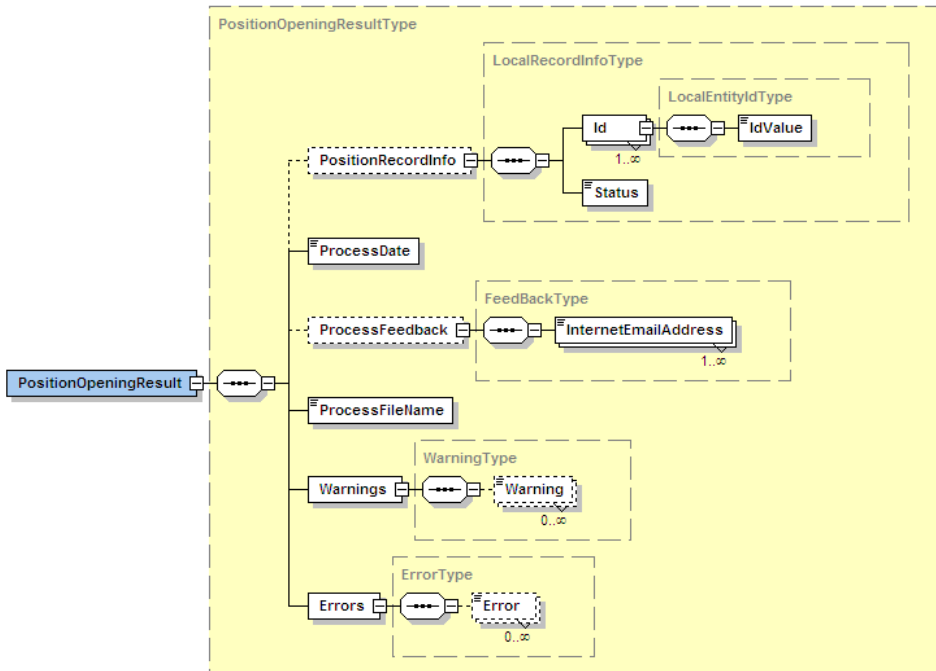 PositionOpeningResultType
LocalRecordInfoType
LocalEntityIdType
Id
IdValue
1..∞
PositionRecordInfo
Status
ProcessDate
FeedBackType
ProcessFeedback
InternetEmailAddress
1..∞
PositionOpeningResult
ProcessFileName
WarningType
Warnings
Warning
0..∞
ErrorType
Errors
Error
0..∞